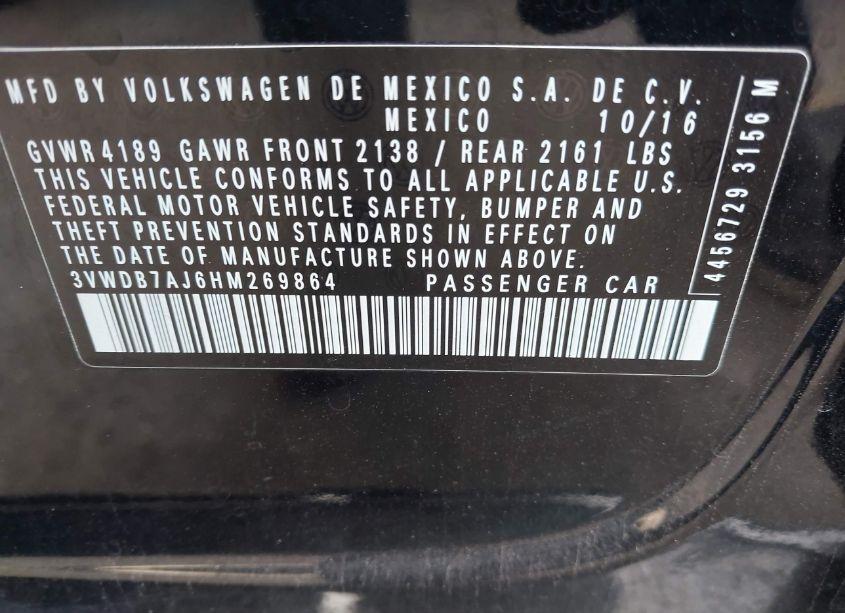 MFD BY VOLKSWAGEN DE MEXICO S.A. DE C.V.
MEXICO 10/16
GVWR 4189 GAWR FRONT 2138 / REAR 2161 LBS
THIS VEHICLE CONFORMS TO ALL APPLICABLE U.S.
FEDERAL MOTOR VEHICLE SAFETY, BUMPER AND
THEFT PREVENTION STANDARDS IN EFFECT ON
THE DATE OF MANUFACTURE SHOWN ABOVE.
3VWDB7AJ6HM269864 PASSENGER CAR
4456729 3156 M